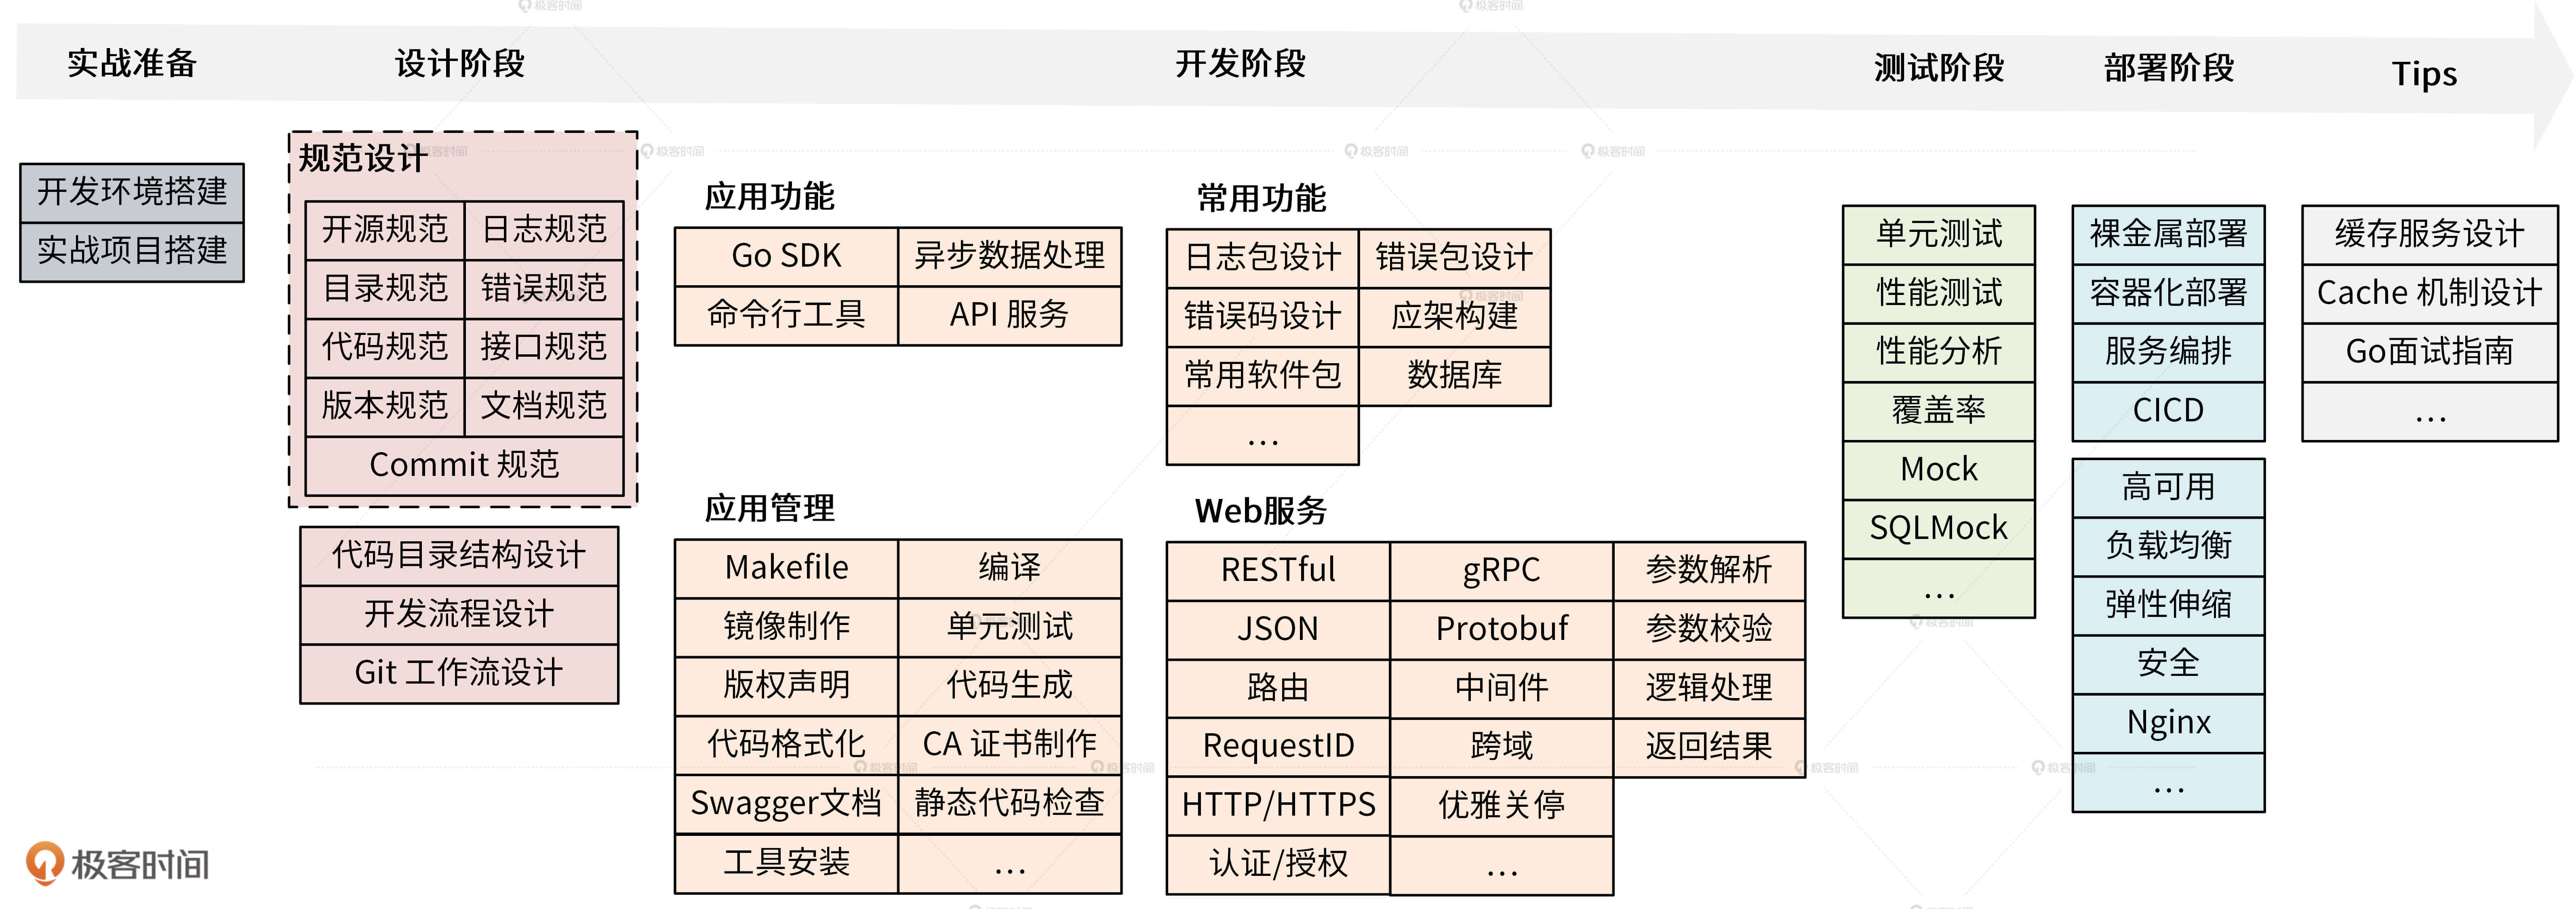 实战准备
设计阶段
开发阶段
测试阶段
部署阶段
Tips
开发环境搭建
实战项目搭建
规范设计
开源规范 日志规范
目录规范 错误规范
代码规范 接口规范
版本规范 文档规范
Commit 规范
代码目录结构设计
开发流程设计
Git 工作流设计
应用功能
Go SDK 异步数据处理
命令行工具 API 服务
应用管理
Makefile 编译
镜像制作 单元测试
版权声明 代码生成
代码格式化 CA 证书制作
Swagger文档 静态代码检查
工具安装 …
常用功能
日志包设计 错误包设计
错误码设计 应架构建
常用软件包 数据库
…
Web服务
RESTful gRPC 参数解析
JSON Protobuf 参数校验
路由 中间件 逻辑处理
RequestID 跨域 返回结果
HTTP/HTTPS 优雅关停
认证/授权 …
单元测试
性能测试
性能分析
覆盖率
Mock
SQLMock
…
裸金属部署
容器化部署
服务编排
CICD
高可用
负载均衡
弹性伸缩
安全
Nginx
…
缓存服务设计
Cache 机制设计
Go面试指南
…
极客时间